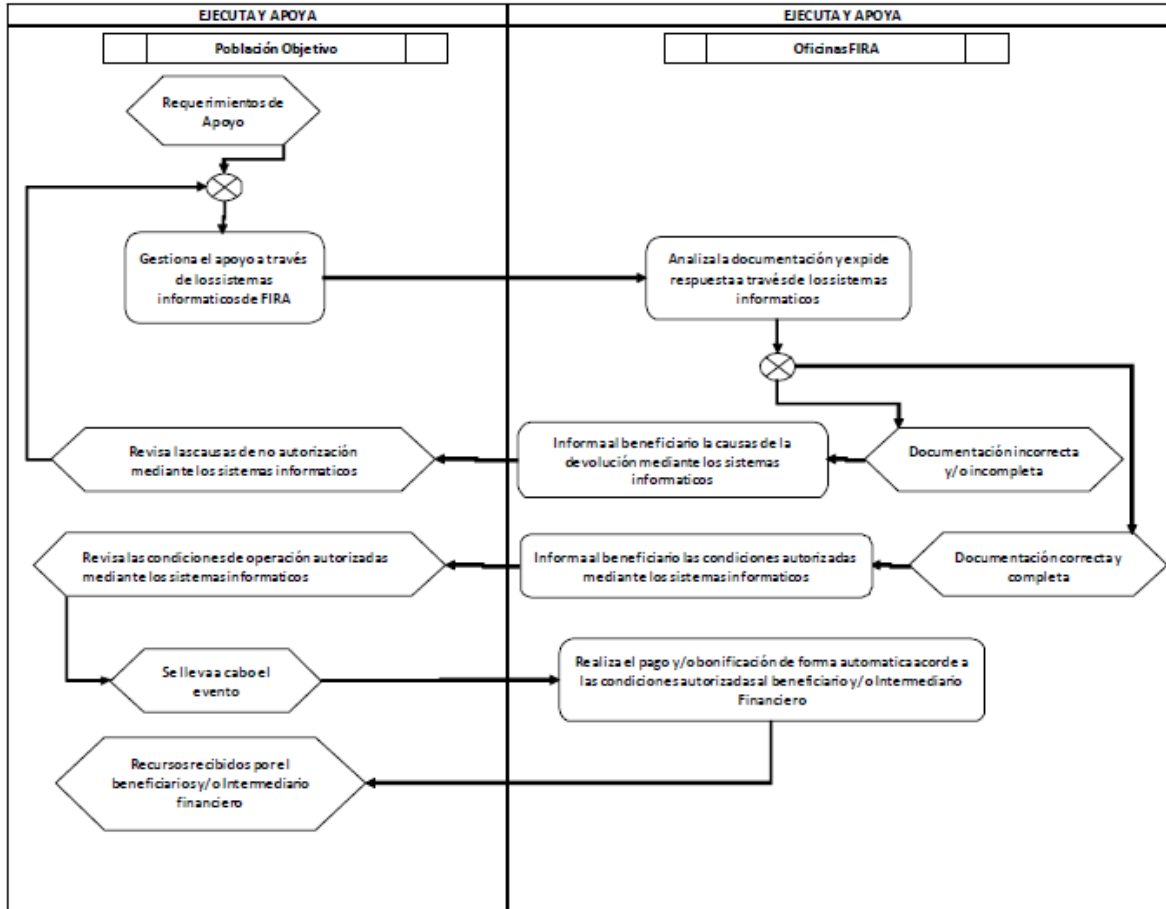 EJECUTA Y APOYA
EJECUTA Y APOYA
Población Objetivo
Oficinas FIRA
Requerimientos de
Apoyo
Gestiona el apoyo a través
de los sistemas
informaticos de FIRA
Analiza la documentación y expide
respuesta a través de los sistemas
informaticos
Revisa las causas de no autorización
mediante los sistemas informaticos
Informa al beneficiario la causas de la
devolución mediante los sistemas
informaticos
Documentación incorrecta
y/o incompleta
Revisa las condiciones de operación autorizadas
mediante los sistemas informaticos
Informa al beneficiario las condiciones autorizadas
mediante los sistemas informaticos
Documentación correcta y
completa
Se lleva a cabo el
evento
Realiza el pago y/o bonificación de forma automatica acorde a
las condiciones autorizadas al beneficiario y/o Intermediario
Financiero
Recursos recibidos por el
beneficiarios y/o Intermediario
financiero